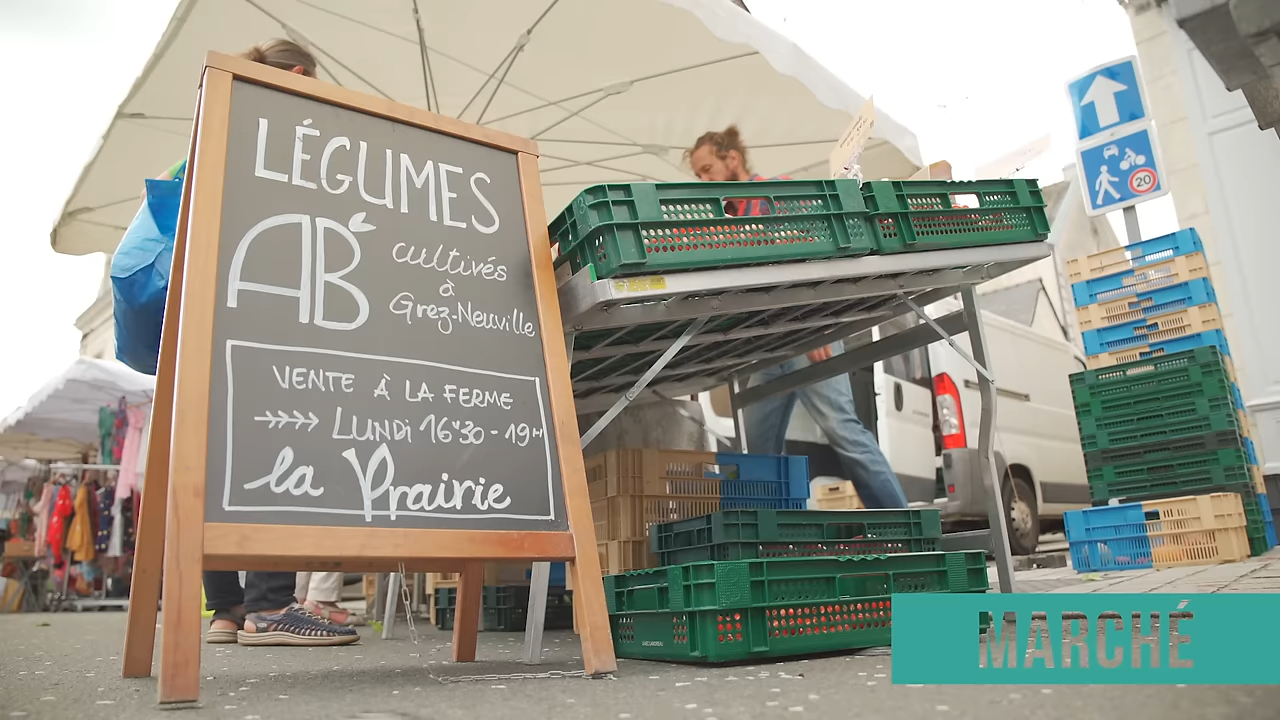 LÉGUMES
AB
cultivés
à
Grez-Neuville
VENTE À LA FERME
LUNDI 16H30 - 19H
la Prairie
20
MARCHÉ